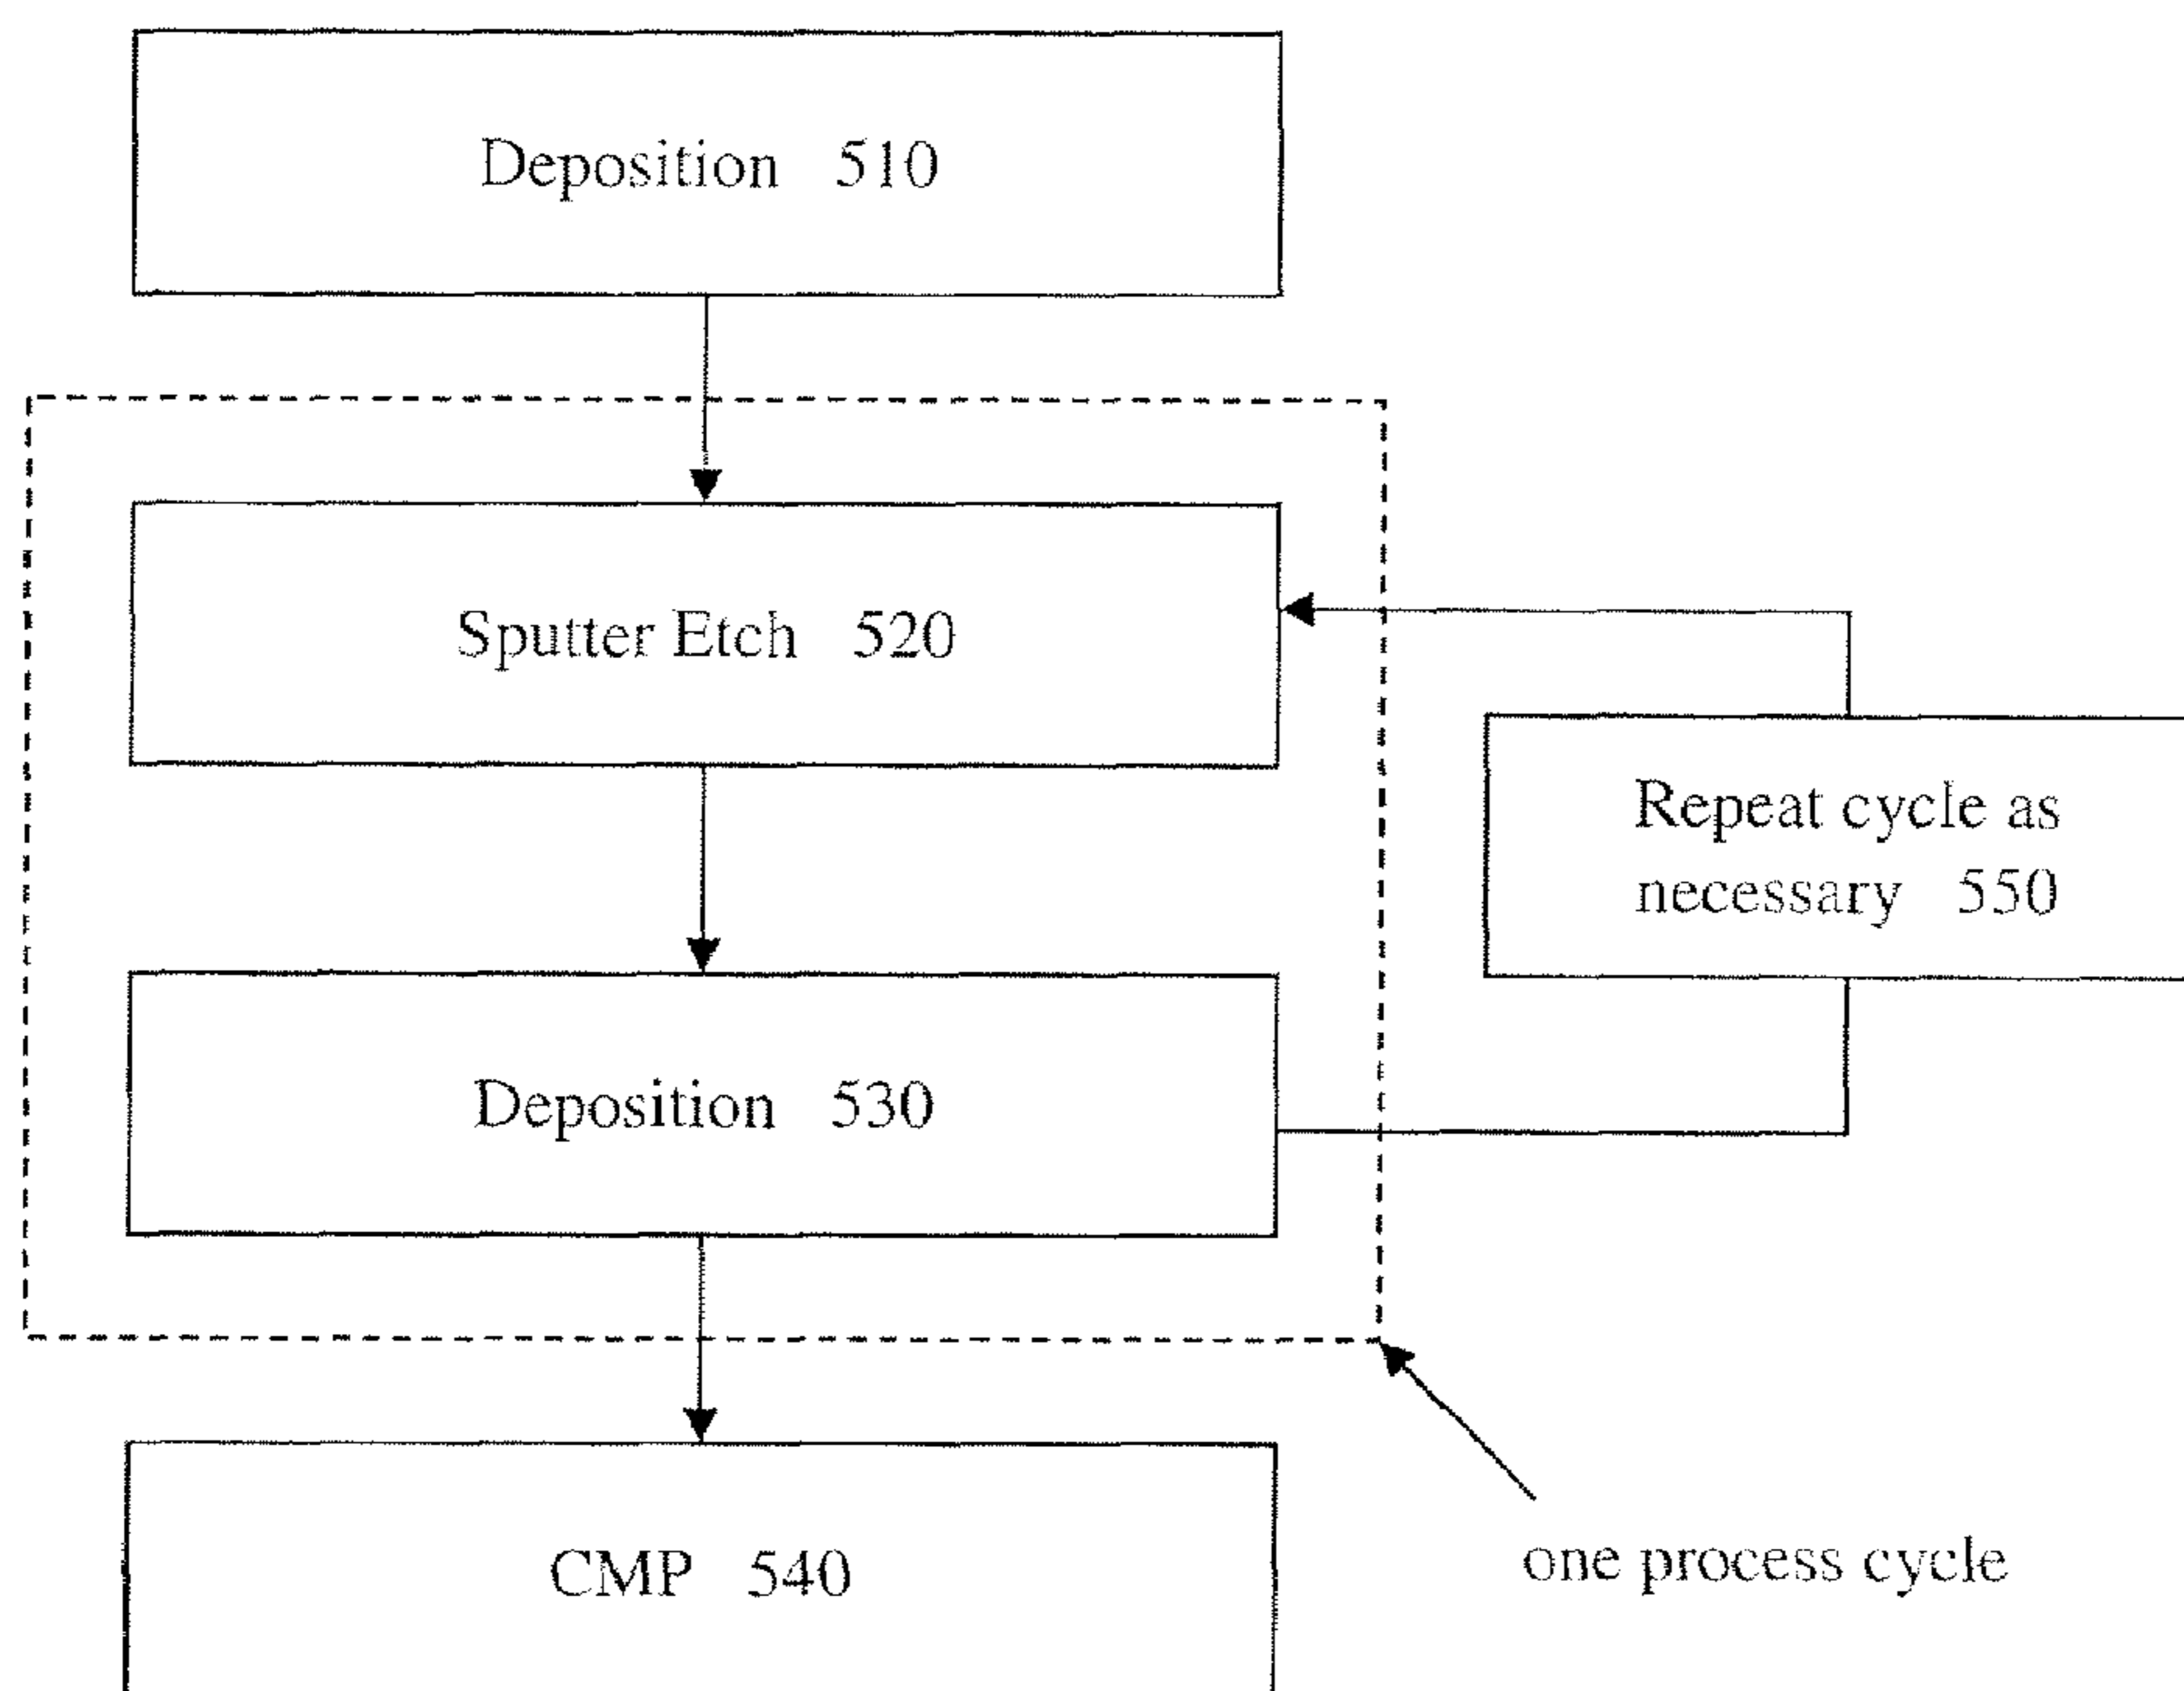 Deposition 510
Sputter Etch 520
Repeat cycle as
necessary 550
Deposition 530
CMP 540
one process cycle